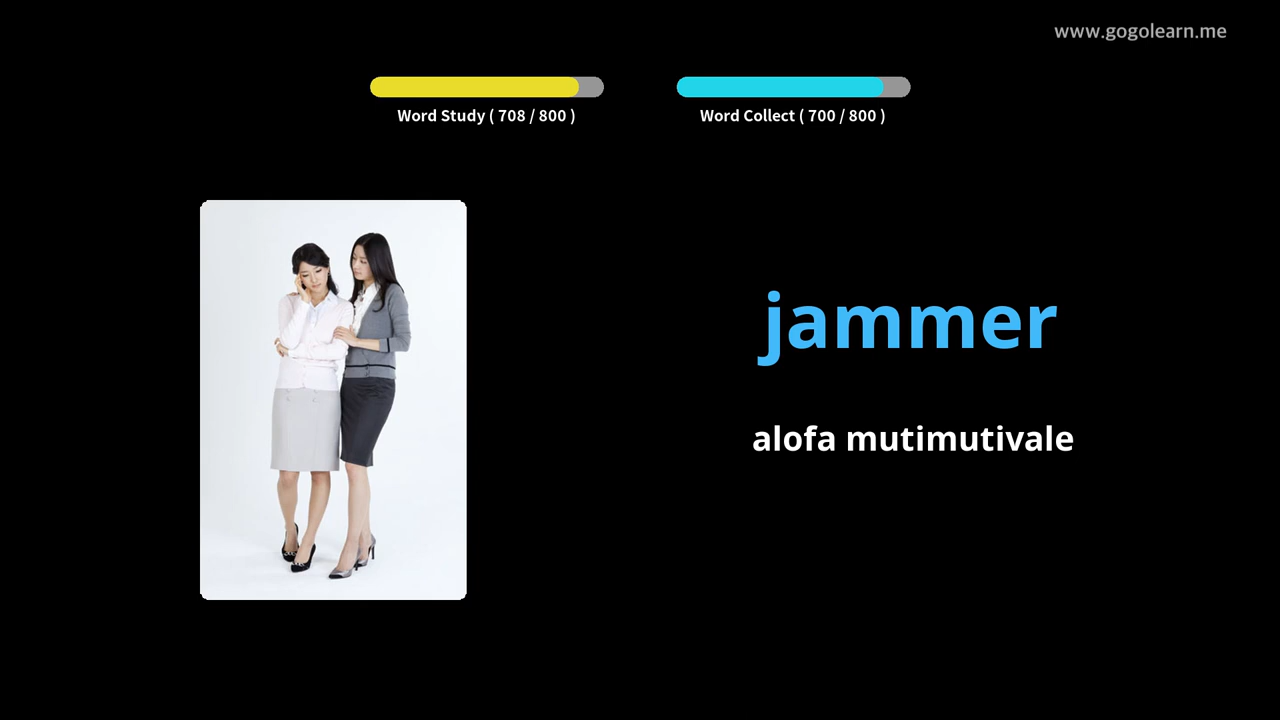 www.gogolearn.me
Word Study ( 708 / 800 )
Word Collect ( 700 / 800 )
jammer
alofa mutimutivale